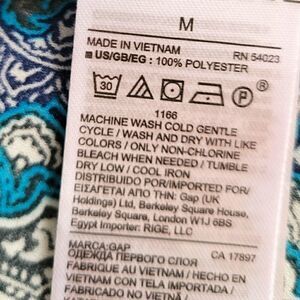 M
MADE IN VIETNAM RN 54023
US/GB/EG : 100% POLYESTER
30 P ®
1166
MACHINE WASH COLD GENTLE
CYCLE / WASH AND DRY WITH LIKE
COLORS / ONLY NON-CHLORINE
BLEACH WHEN NEEDED / TUMBLE
DRY LOW / COOL IRON
DISTRIBUIDO POR/IMPORTED FOR/
ΕΙΣΑΓΕΤΑΙ ΑΠΟ ΤΗΝ: Gap (UK
Holdings) Ltd, Berkeley Square House,
Berkeley Square, London W1J 6BS
Egypt Importer: RIGE, LLC
MARCA:GAP CA 17897
ОДЕЖДА ПЕРВОГО СЛОЯ
FABRIQUÉ AU VIETNAM / HECHO EN
VIETNAM CON TELA IMPORTADA /
FABRICADO NO VIETNÃ /